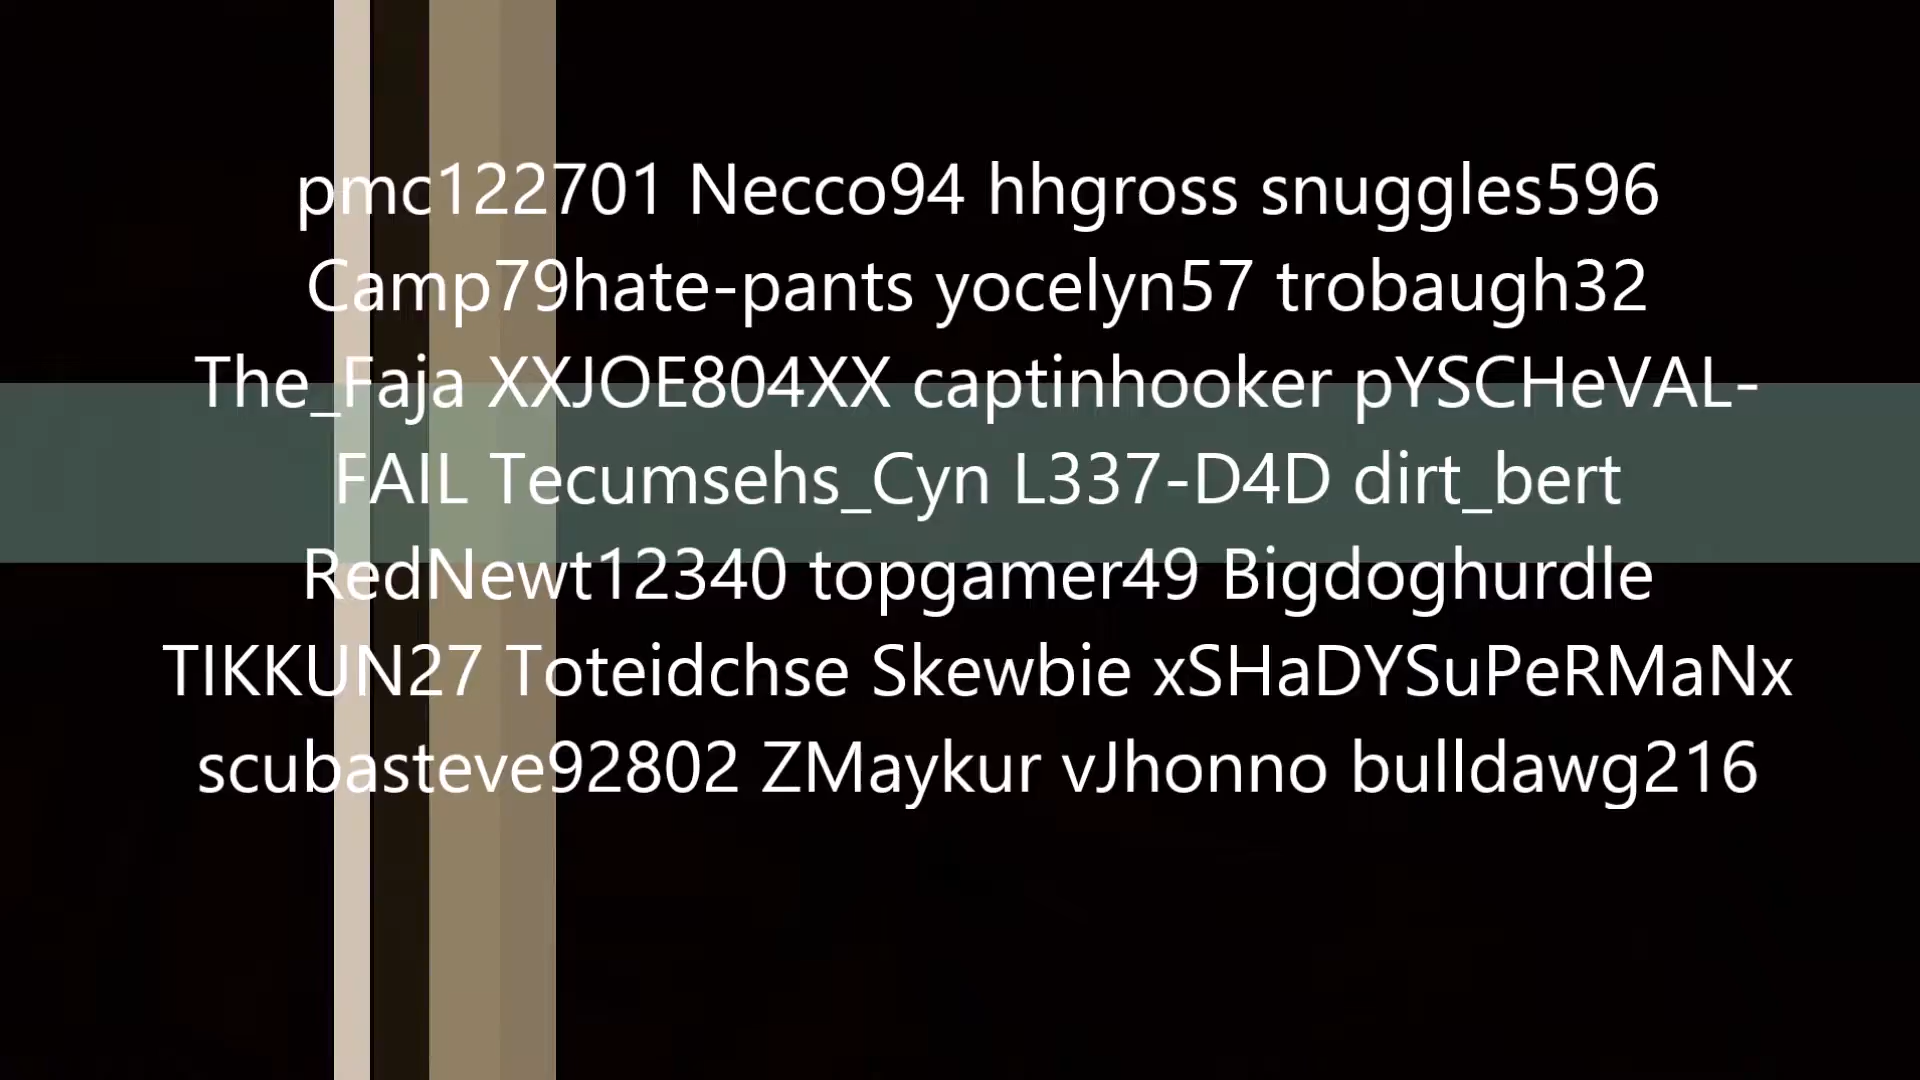 pmc122701 Necco94 hhgross snuggles596
Camp79hate-pants yocelyn57 trobaugh32
The_Faja XXJOE804XX captinhooker pYSCHeVAL-
FAIL Tecumsehs_Cyn L337-D4D dirt_bert
RedNewt12340 topgamer49 Bigdoghurdle
TIKKUN27 Toteidchse Skewbie xSHaDYSuPeRMaNx
scubasteve92802 ZMaykur vJhonno bulldawg216